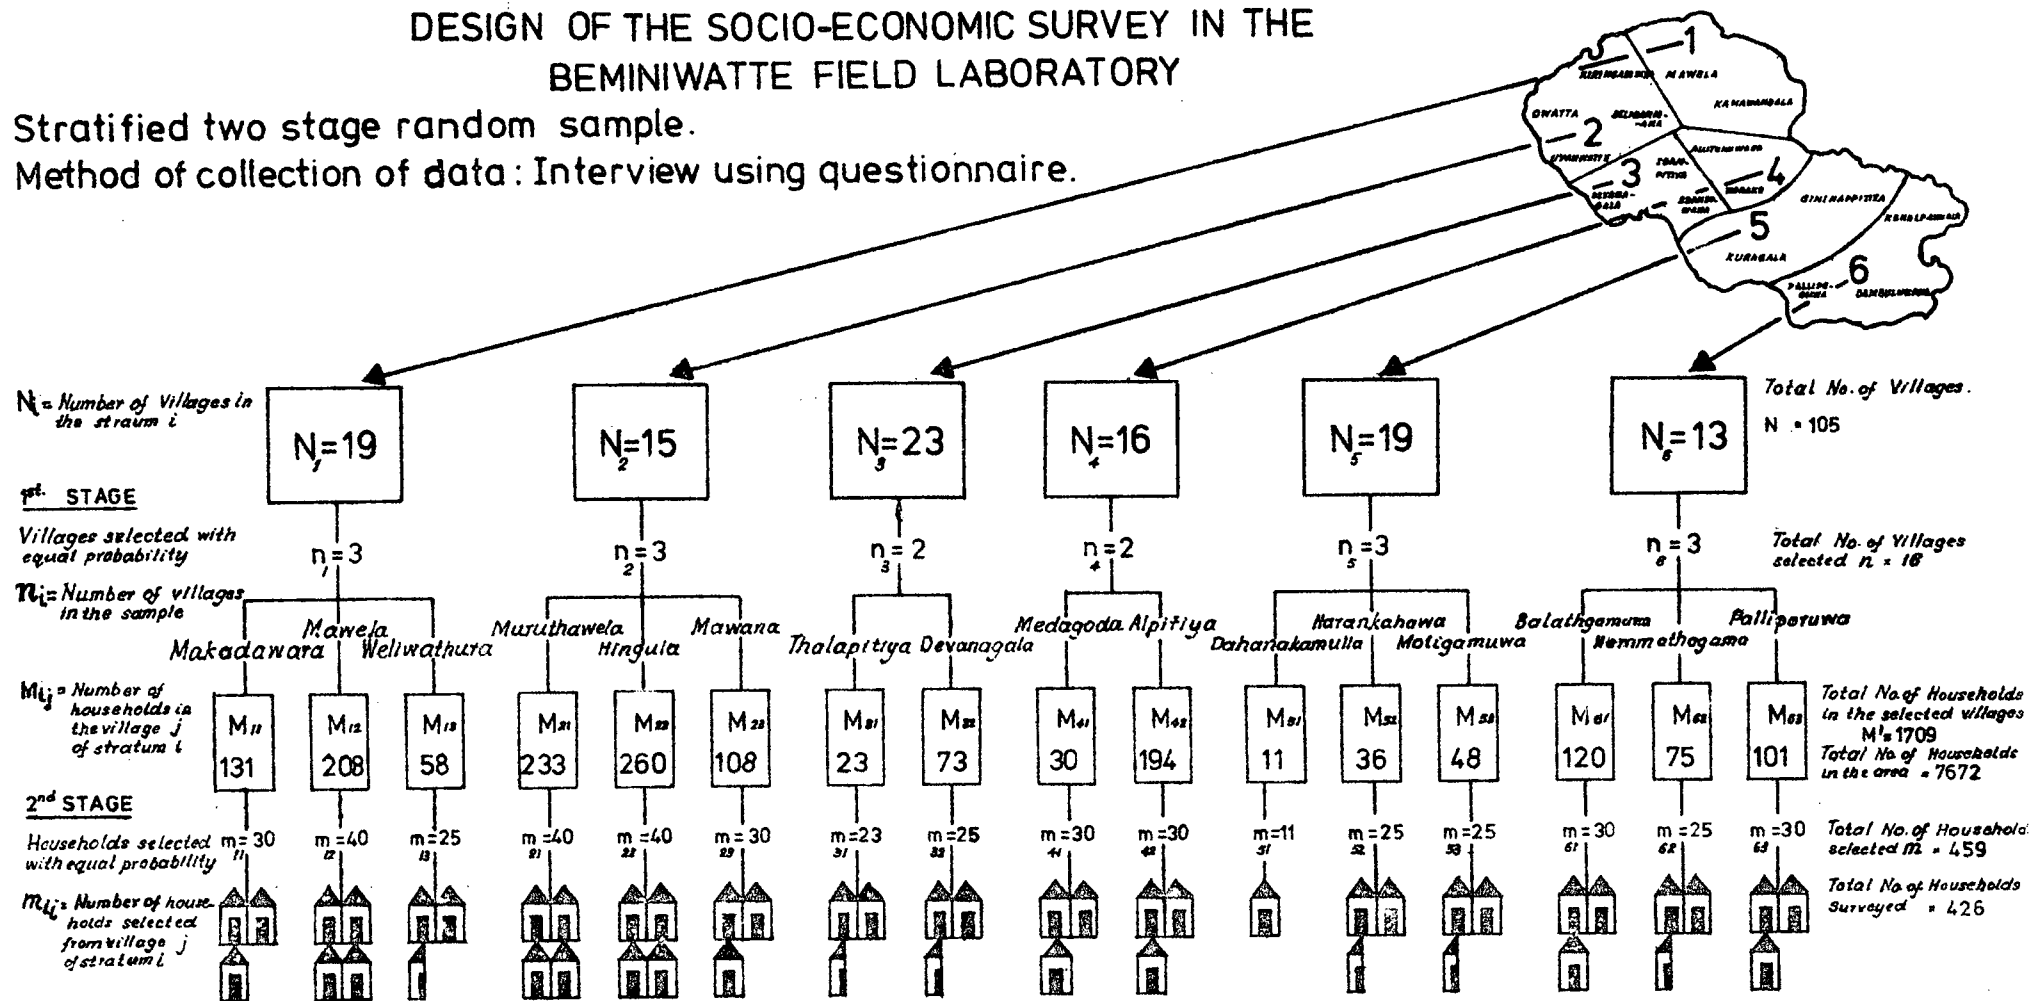 DESIGN OF THE SOCIO-ECONOMIC SURVEY IN THE
BEMINIWATTE FIELD LABORATORY
Stratified two stage random sample.
Method of collection of data : Interview using questionnaire.
1
MAWELA
KANAWANDALA
2
3
4
5
KURAGALA
6
Ni = Number of Villages in
the straum i
N1=19
N2=15
N3=23
N4=16
N5=19
N6=13
Total No. of Villages.
N = 105
1st. STAGE
Villages selected with
equal probability
n1=3
n2=3
n3=2
n4=2
n5=3
n6=3
Total No. of Villages
selected n = 16
ni = Number of villages
in the sample
Makadawara
Mawela
Weliwathura
Muruthawela
Hingula
Mawana
Thalapitiya
Devanagala
Medagoda
Alpitiya
Dahanakamulla
Narankahawa
Moligamuwa
Balathgamuwa
Hemmathagama
Palliporuwa
Mij = Number of
households in
the village j
of stratum i
M11 131
M12 208
M13 58
M21 233
M22 260
M23 108
M31 23
M32 73
M41 30
M42 194
M51 11
M52 36
M53 48
M61 120
M62 75
M63 101
Total No. of Households
in the selected villages
M' = 1709
Total No. of Households
in the area = 7672
2nd STAGE
Households selected
with equal probability
m11=30
m12=40
m13=25
m21=40
m22=40
m23=30
m31=23
m32=25
m41=30
m42=30
m51=11
m52=25
m53=25
m61=30
m62=25
m63=30
Total No. of Household
selected m = 459
mij = Number of house-
holds selected
from village j
of stratum i
Total No of Households
Surveyed = 426